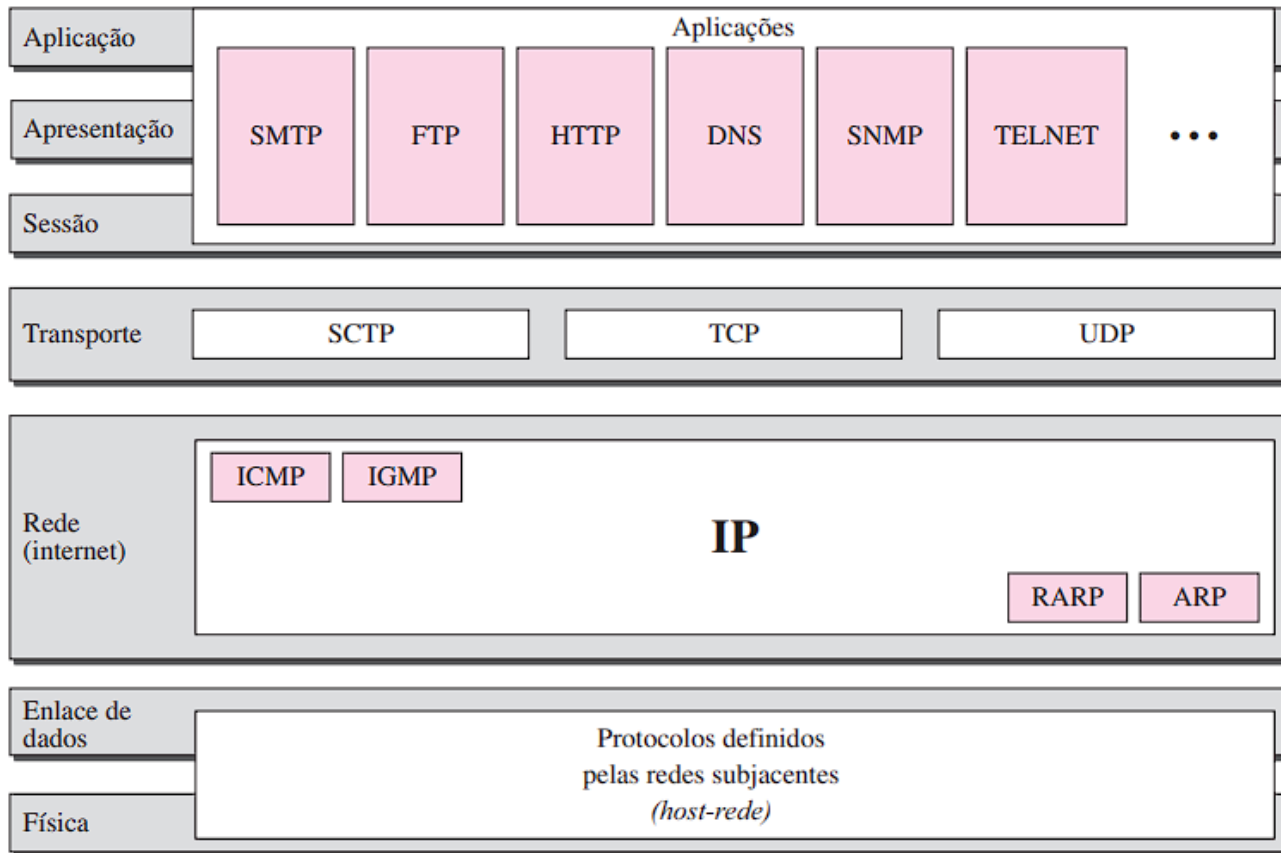 Aplicação
Aplicações
Apresentação
SMTP
FTP
HTTP
DNS
SNMP
TELNET
• • •
Sessão
Transporte
SCTP
TCP
UDP
ICMP
IGMP
Rede
(internet)
IP
RARP
ARP
Enlace de
dados
Protocolos definidos
pelas redes subjacentes
(host-rede)
Física